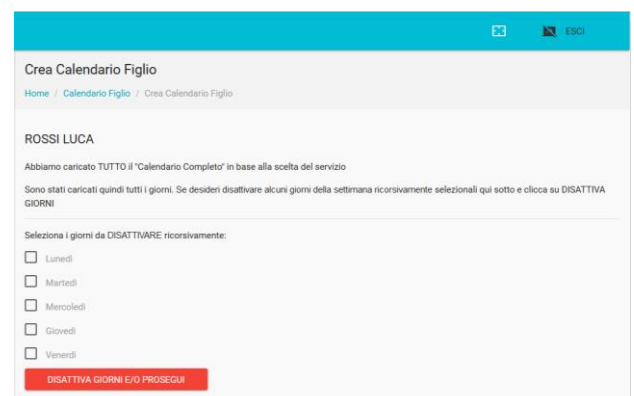 ESCI
Crea Calendario Figlio
Home / Calendario Figlio / Crea Calendario Figlio
ROSSI LUCA
Abbiamo caricato TUTTO il "Calendario Completo" in base alla scelta del servizio
Sono stati caricati quindi tutti i giorni. Se desideri disattivare alcuni giorni della settimana ricorsivamente selezionali qui sotto e clicca su DISATTIVA
GIORNI
Seleziona i giorni da DISATTIVARE ricorsivamente:
Lunedì
Martedì
Mercoledì
Giovedì
Venerdì
DISATTIVA GIORNI E/O PROSEGUI